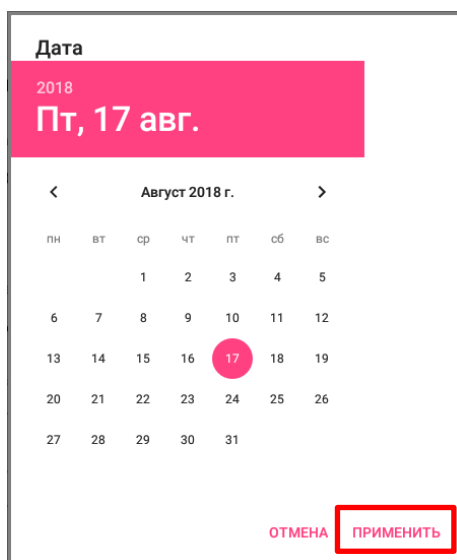 Дата
2018
Пт, 17 авг.
Август 2018 г.
пн вт ср чт пт сб вс
1 2 3 4 5
6 7 8 9 10 11 12
13 14 15 16 17 18 19
20 21 22 23 24 25 26
27 28 29 30 31
ОТМЕНА ПРИМЕНИТЬ